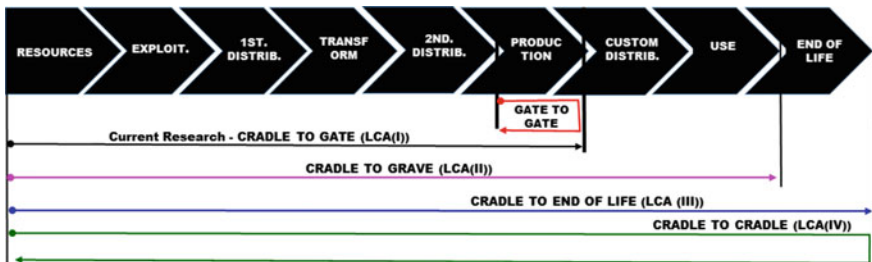 RESOURCES
EXPLOIT.
1ST.
DISTRIB.
TRANSF
ORM
2ND.
DISTRIB.
PRODUC
TION
CUSTOM
DISTRIB.
USE
END OF
LIFE
GATE TO
GATE
Current Research - CRADLE TO GATE (LCA(I))
CRADLE TO GRAVE (LCA(II))
CRADLE TO END OF LIFE (LCA (III))
CRADLE TO CRADLE (LCA(IV))